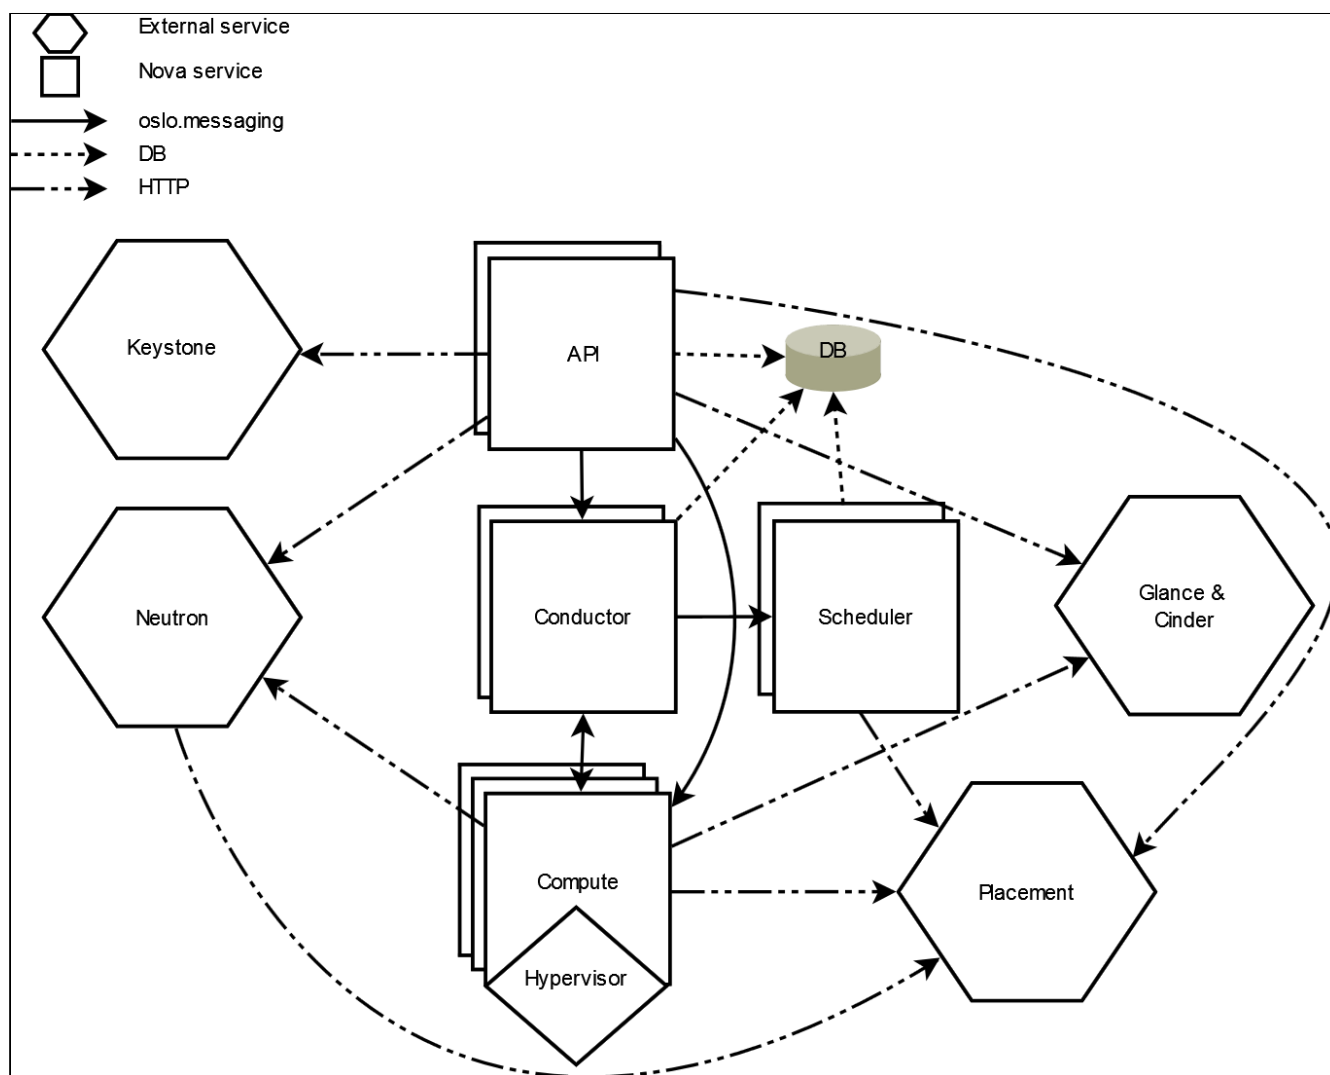 External service
Nova service
oslo.messaging
DB
HTTP
Keystone
API
DB
Neutron
Conductor
Scheduler
Glance &
Cinder
Compute
Placement
Hypervisor